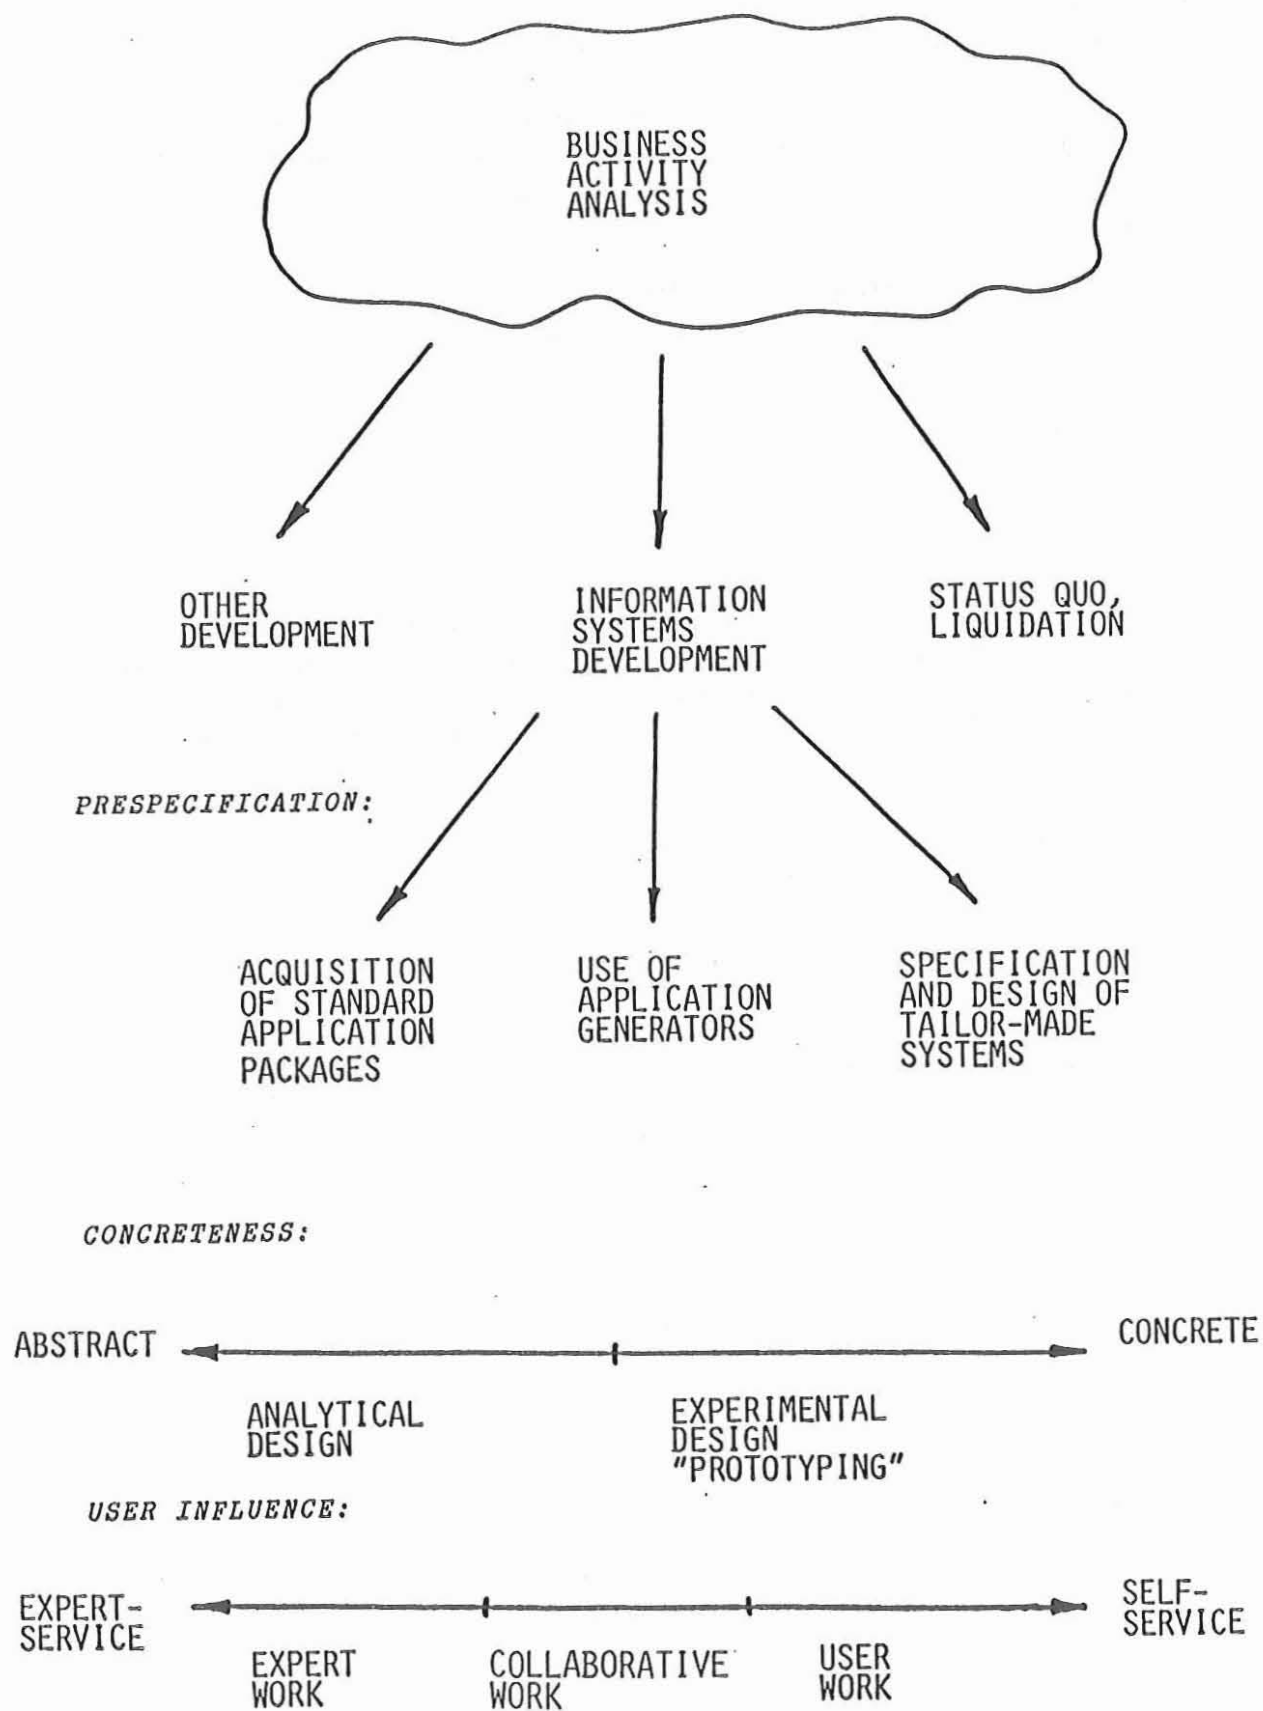 BUSINESS
ACTIVITY
ANALYSIS
OTHER
DEVELOPMENT
INFORMATION
SYSTEMS
DEVELOPMENT
STATUS QUO,
LIQUIDATION
PRESPECIFICATION:
ACQUISITION
OF STANDARD
APPLICATION
PACKAGES
USE OF
APPLICATION
GENERATORS
SPECIFICATION
AND DESIGN OF
TAILOR-MADE
SYSTEMS
CONCRETENESS:
ABSTRACT
CONCRETE
ANALYTICAL
DESIGN
EXPERIMENTAL
DESIGN
"PROTOTYPING"
USER INFLUENCE:
EXPERT-
SERVICE
SELF-
SERVICE
EXPERT
WORK
COLLABORATIVE
WORK
USER
WORK